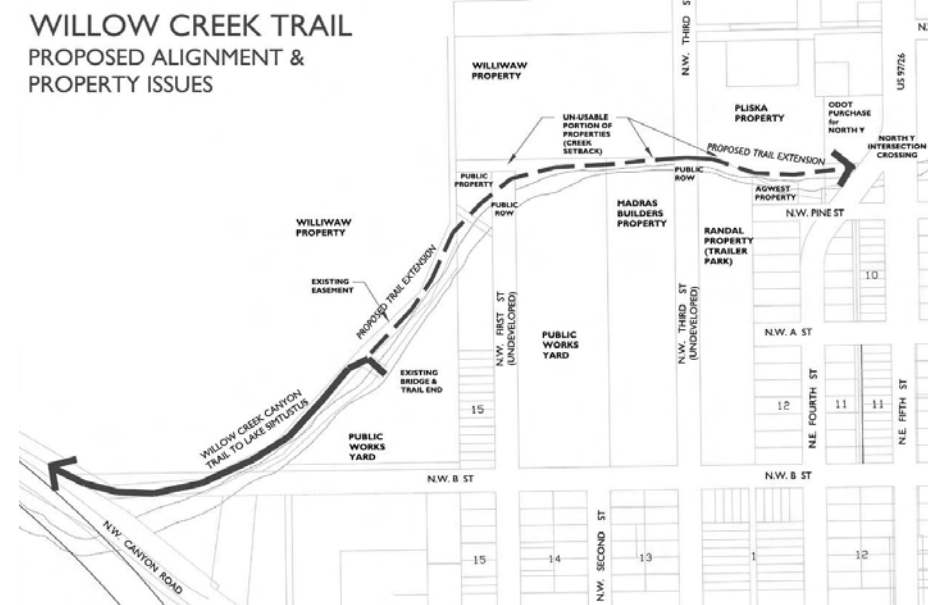 WILLOW CREEK TRAIL
PROPOSED ALIGNMENT &
PROPERTY ISSUES
N.W. THIRD S
N.
US 97/26
WILLIWAW
PROPERTY
UN-USABLE
PORTION OF
PROPERTIES
(CREEK
SETBACK)
PLISKA
PROPERTY
ODOT
PURCHASE
for
NORTH Y
NORTH Y
INTERSECTION
CROSSING
PROPOSED TRAIL EXTENSION
PUBLIC
PROPERTY
PUBLIC
ROW
PUBLIC
ROW
AGWEST
PROPERTY
N.W. PINE ST
MADRAS
BUILDERS
PROPERTY
WILLIWAW
PROPERTY
RANDAL
PROPERTY
(TRAILER
PARK)
EXISTING
EASEMENT
PROPOSED TRAIL EXTENSION
10
N.W. FIRST ST
(UNDEVELOPED)
N.W. THIRD ST
(UNDEVELOPED)
PUBLIC
WORKS
YARD
N.W. A ST
EXISTING
BRIDGE &
TRAIL END
15
12
N.E. FOURTH ST
11
11
N.E. FIFTH ST
WILLOW CREEK CANYON
TRAIL TO LAKE SIMTUSTUS
PUBLIC
WORKS
YARD
N.W. B ST
N.W. B ST
N.W. CANYON ROAD
15
14
N.W. SECOND ST
13
1
12